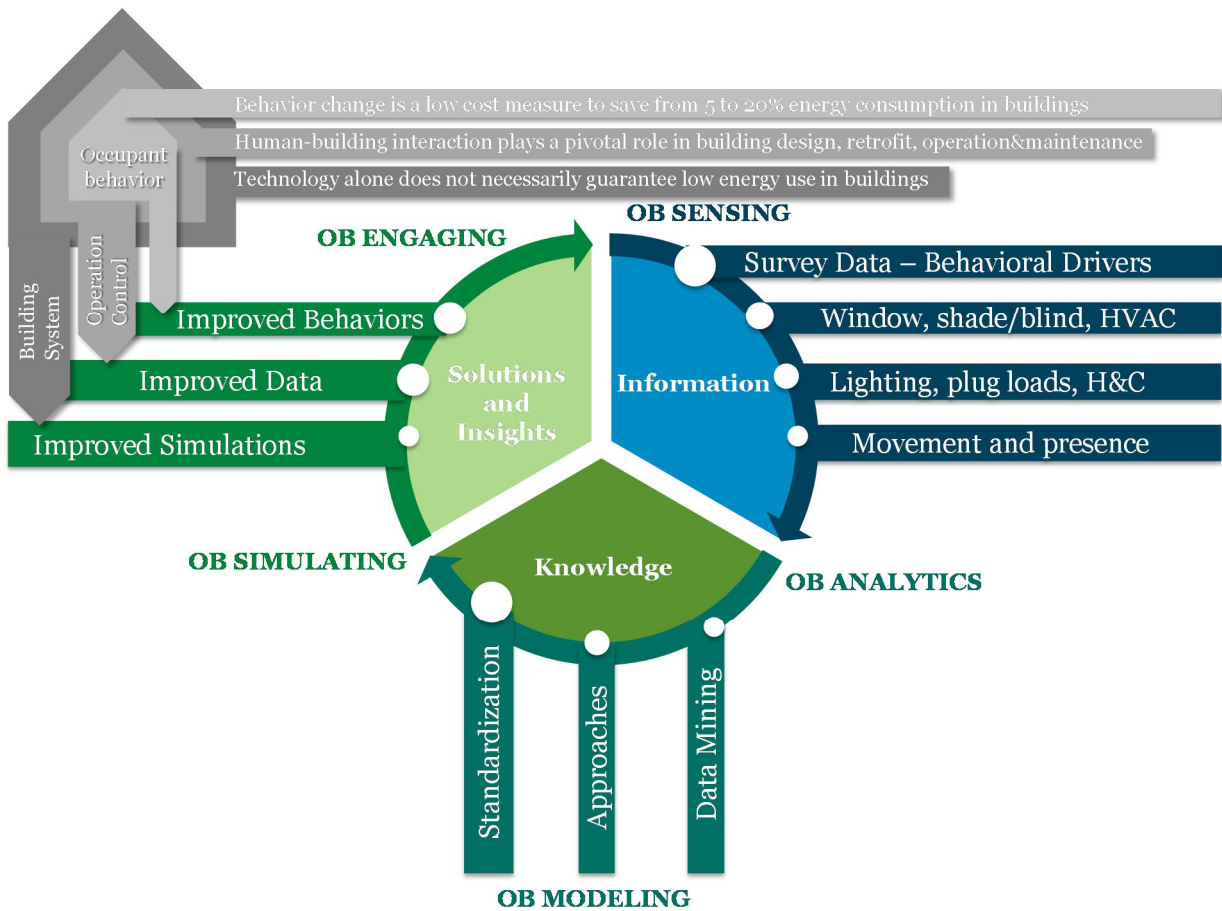 Behavior change is a low cost measure to save from 5 to 20% energy consumption in buildings
Human-building interaction plays a pivotal role in building design, retrofit, operation&maintenance
Technology alone does not necessarily guarantee low energy use in buildings
Occupant
behavior
Operation
Control
Building
System
OB ENGAGING
OB SENSING
Improved Behaviors
Improved Data
Improved Simulations
Solutions
and
Insights
Information
Survey Data – Behavioral Drivers
Window, shade/blind, HVAC
Lighting, plug loads, H&C
Movement and presence
OB SIMULATING
Knowledge
OB ANALYTICS
Standardization
Approaches
Data Mining
OB MODELING